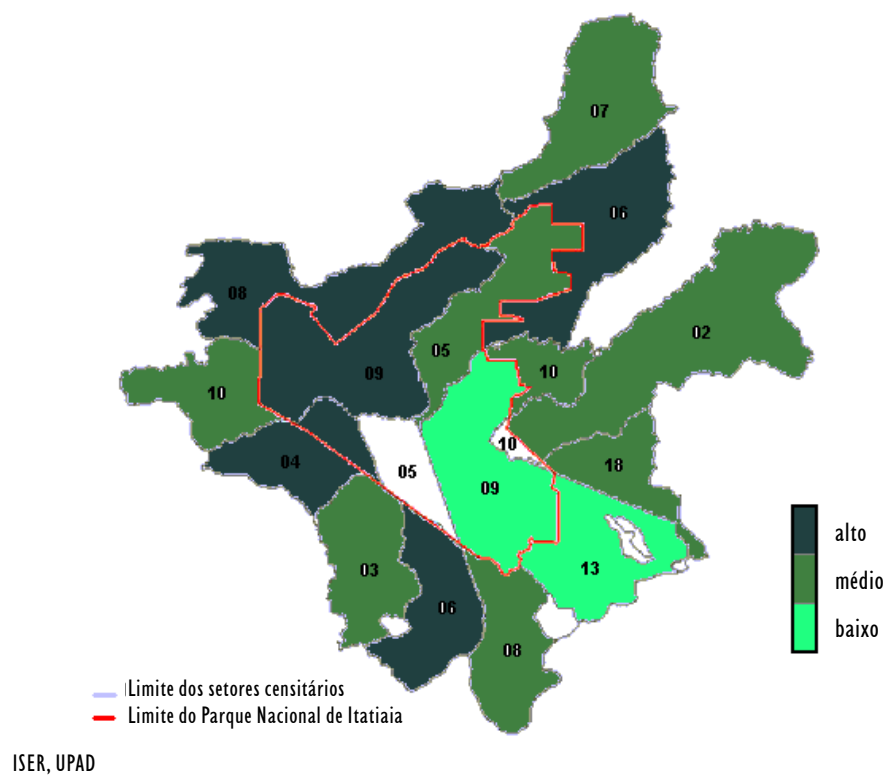 07
06
08
02
05
10
09
10
10
18
04
05
09
03
13
06
08
alto
médio
baixo
Limite dos setores censitários
Limite do Parque Nacional de Itatiaia
ISER, UPAD